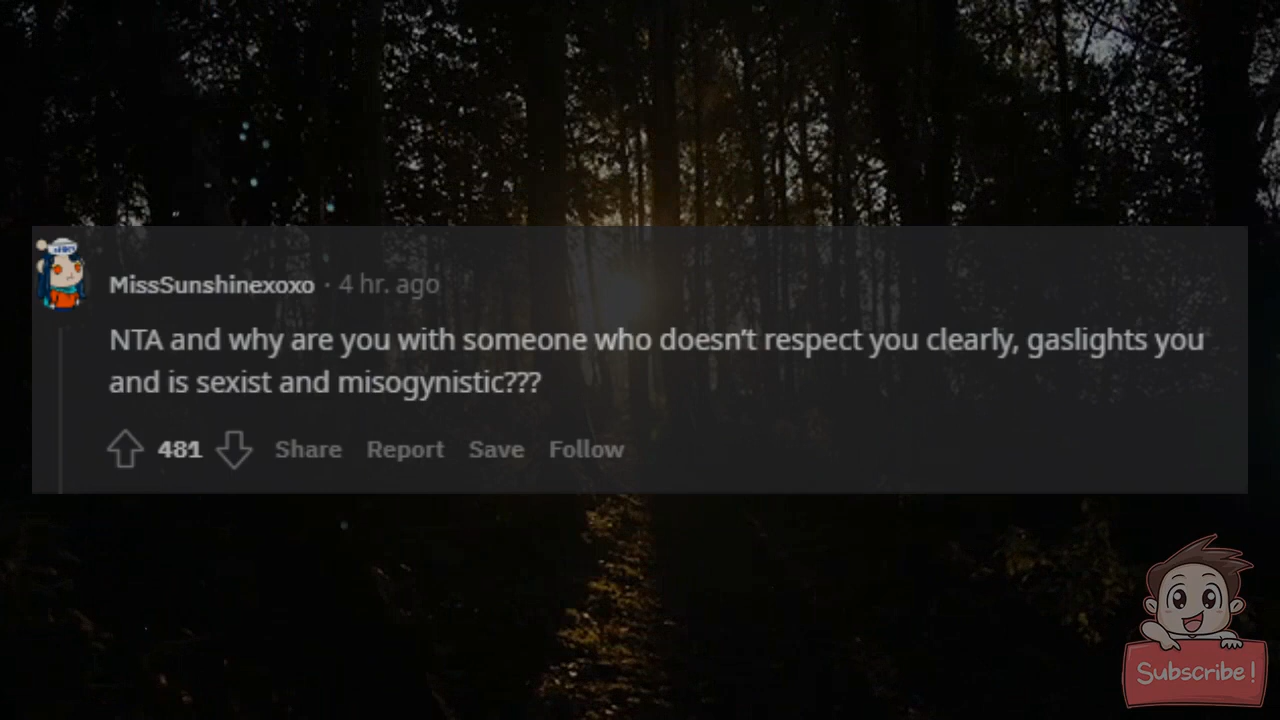 MissSunshinexoxo · 4 hr. ago
NTA and why are you with someone who doesn't respect you clearly, gaslights you
and is sexist and misogynistic???
481 Share Report Save Follow
Subscribe!